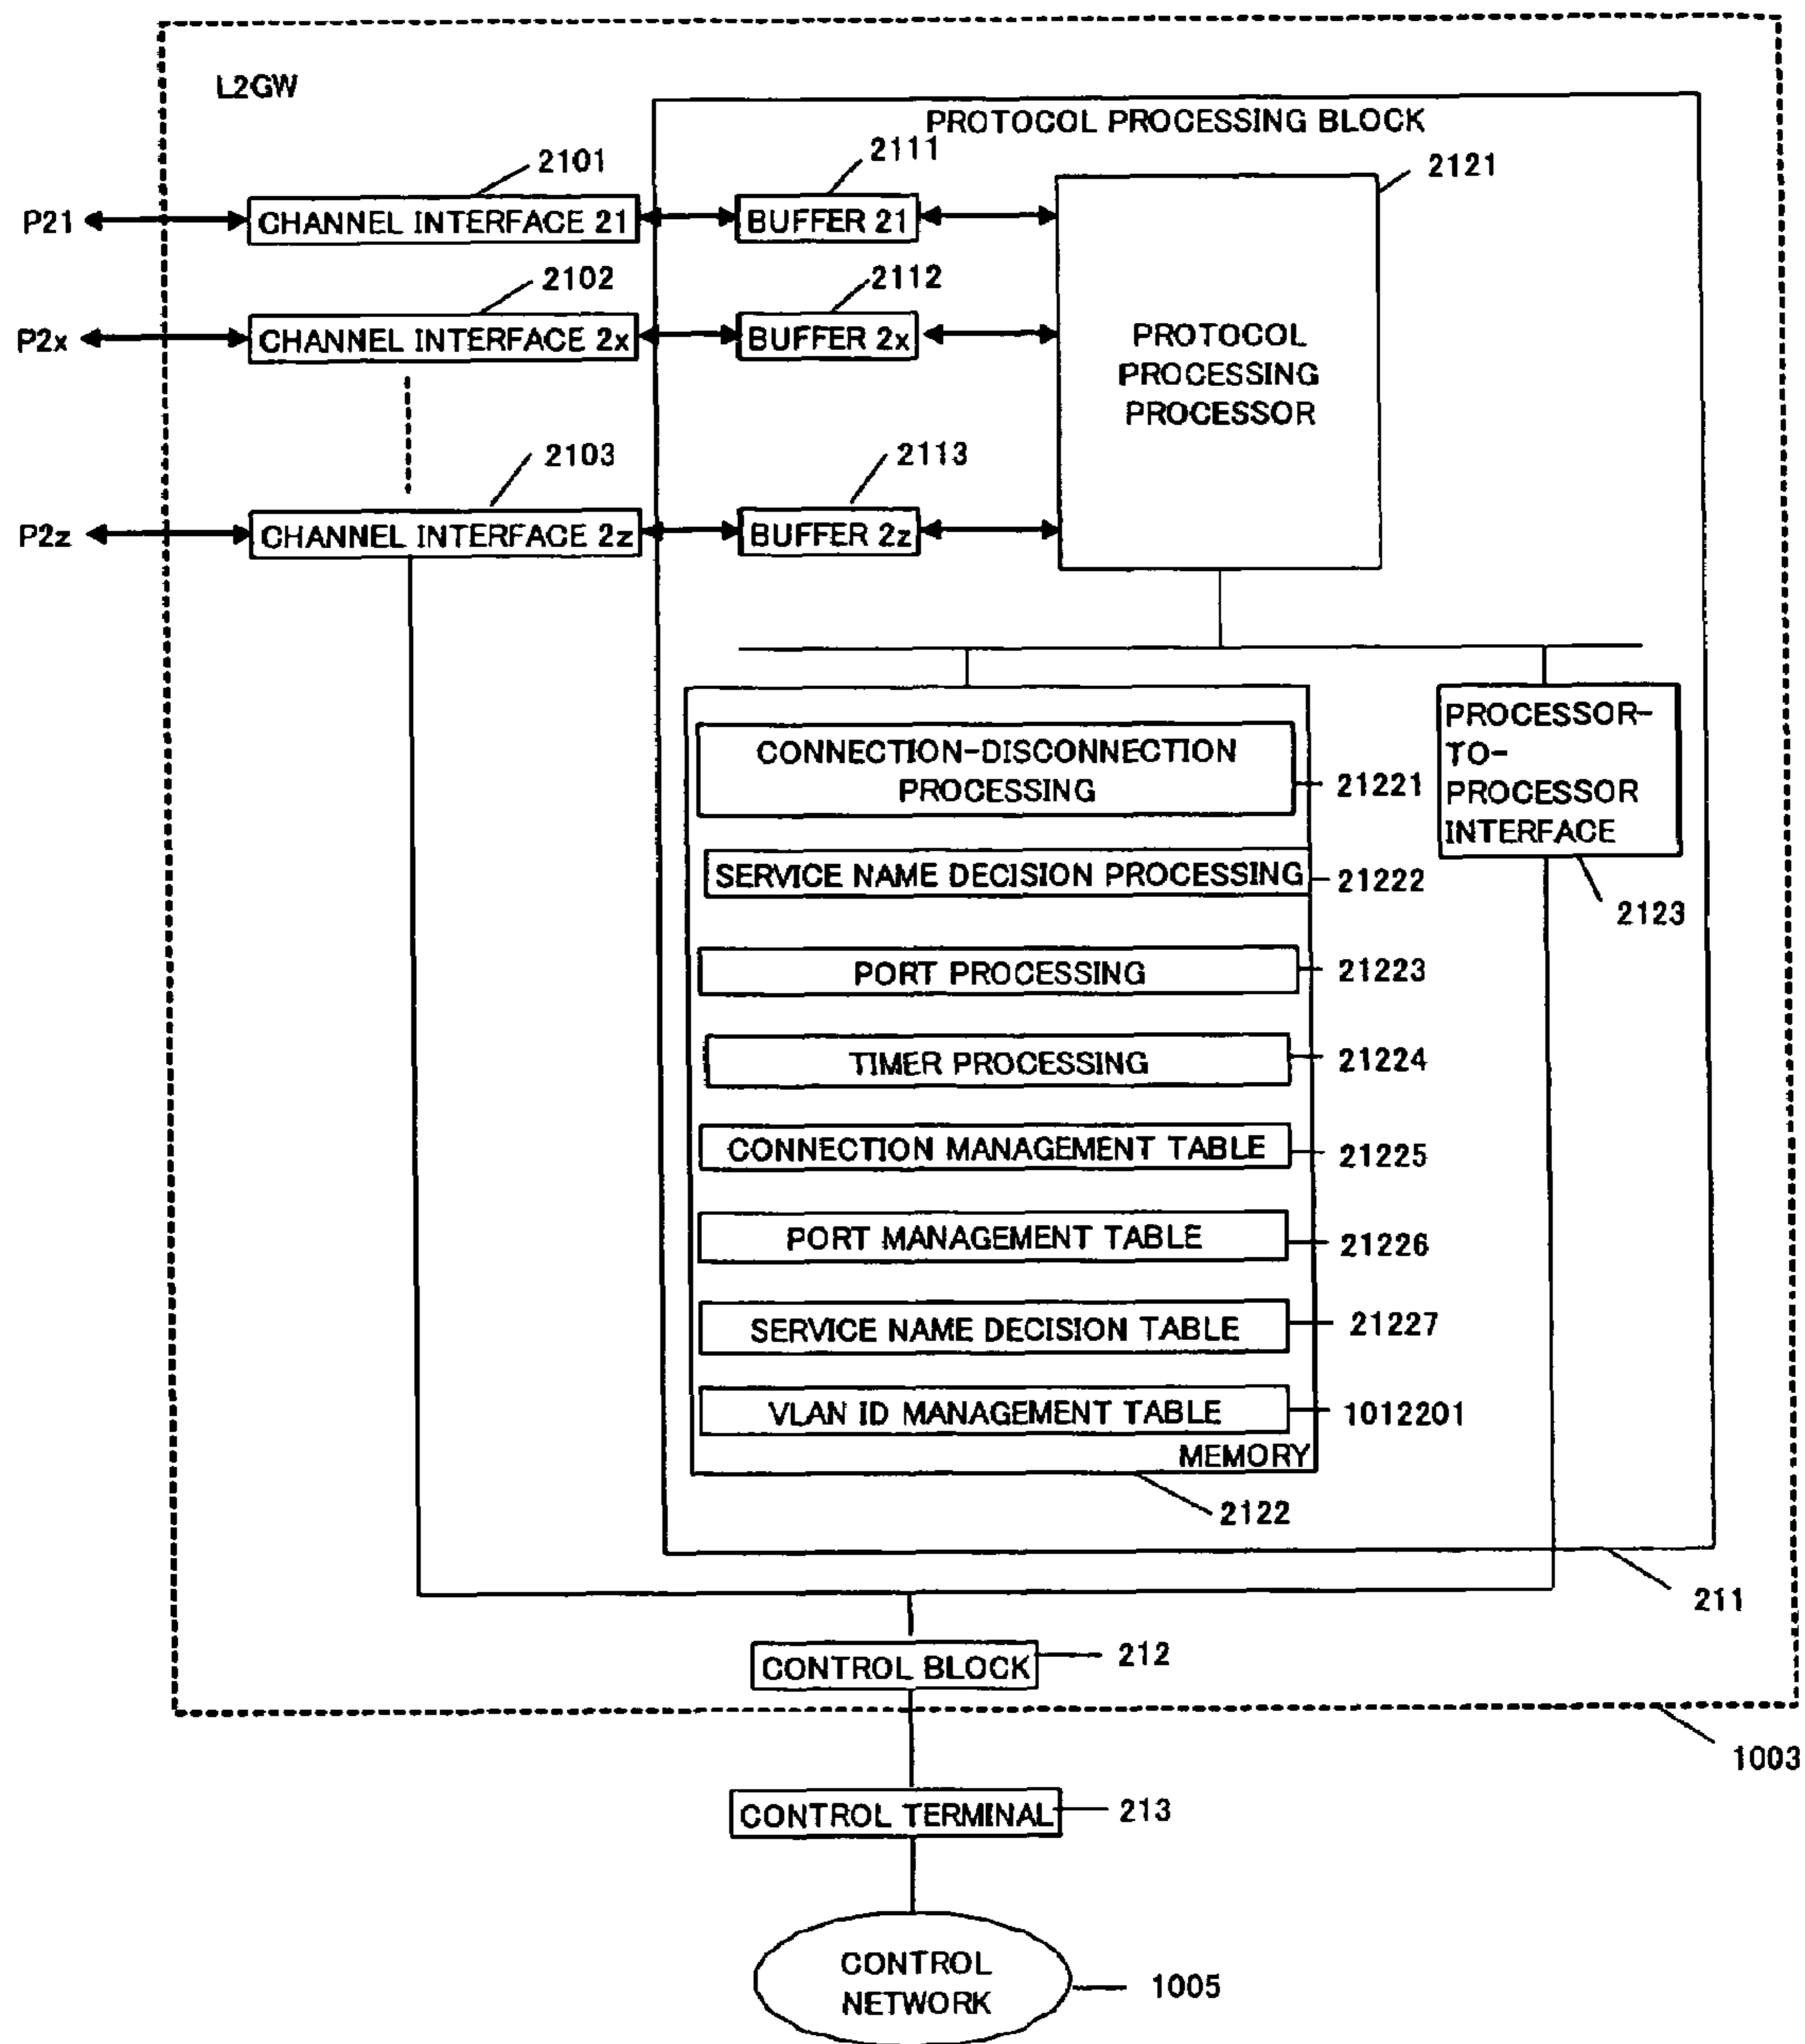 L2GW
PROTOCOL PROCESSING BLOCK
2101
2111
2121
P21
CHANNEL INTERFACE 21
BUFFER 21
2102
2112
P2x
CHANNEL INTERFACE 2x
BUFFER 2x
PROTOCOL
PROCESSING
PROCESSOR
2103
2113
P2z
CHANNEL INTERFACE 2z
BUFFER 2z
CONNECTION-DISCONNECTION
PROCESSING
21221
PROCESSOR-
TO-
PROCESSOR
INTERFACE
2123
SERVICE NAME DECISION PROCESSING
21222
PORT PROCESSING
21223
TIMER PROCESSING
21224
CONNECTION MANAGEMENT TABLE
21225
PORT MANAGEMENT TABLE
21226
SERVICE NAME DECISION TABLE
21227
VLAN ID MANAGEMENT TABLE
1012201
MEMORY
2122
211
CONTROL BLOCK
212
1003
CONTROL TERMINAL
213
CONTROL
NETWORK
1005